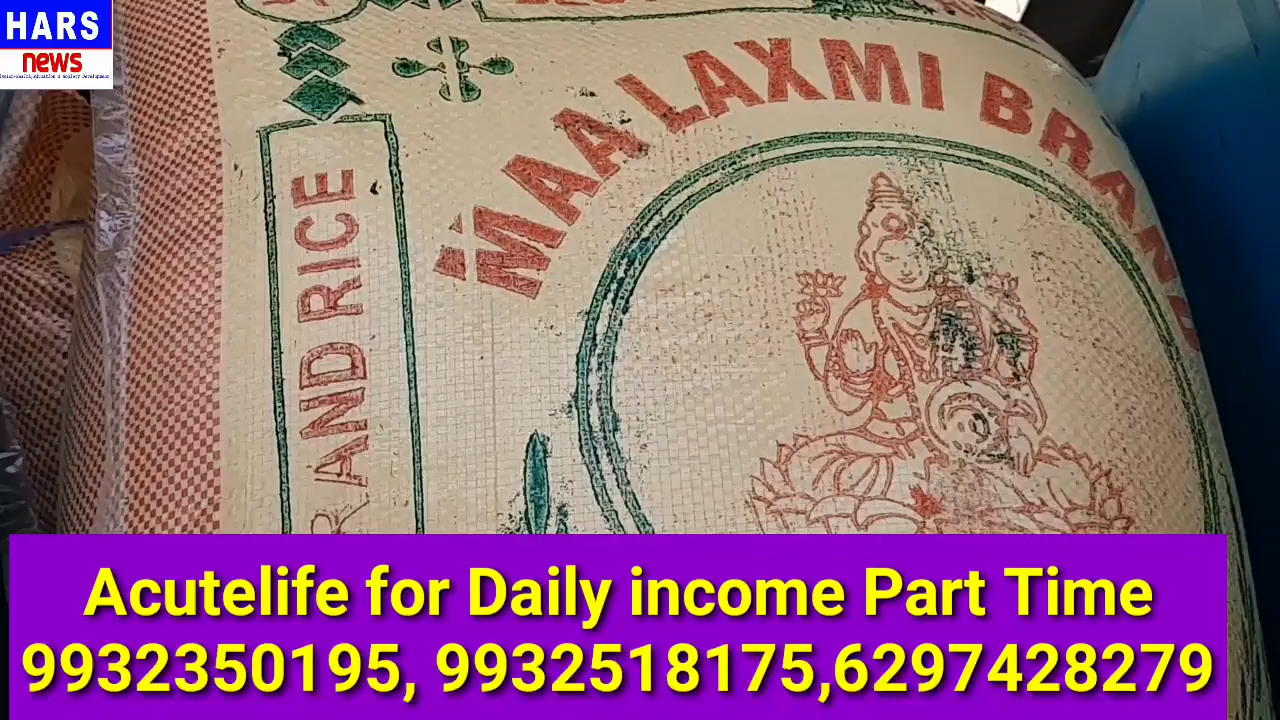 HARS
news
MAA LAXMI BRAND
AND RICE
Acutelife for Daily income Part Time
9932350195, 9932518175,6297428279